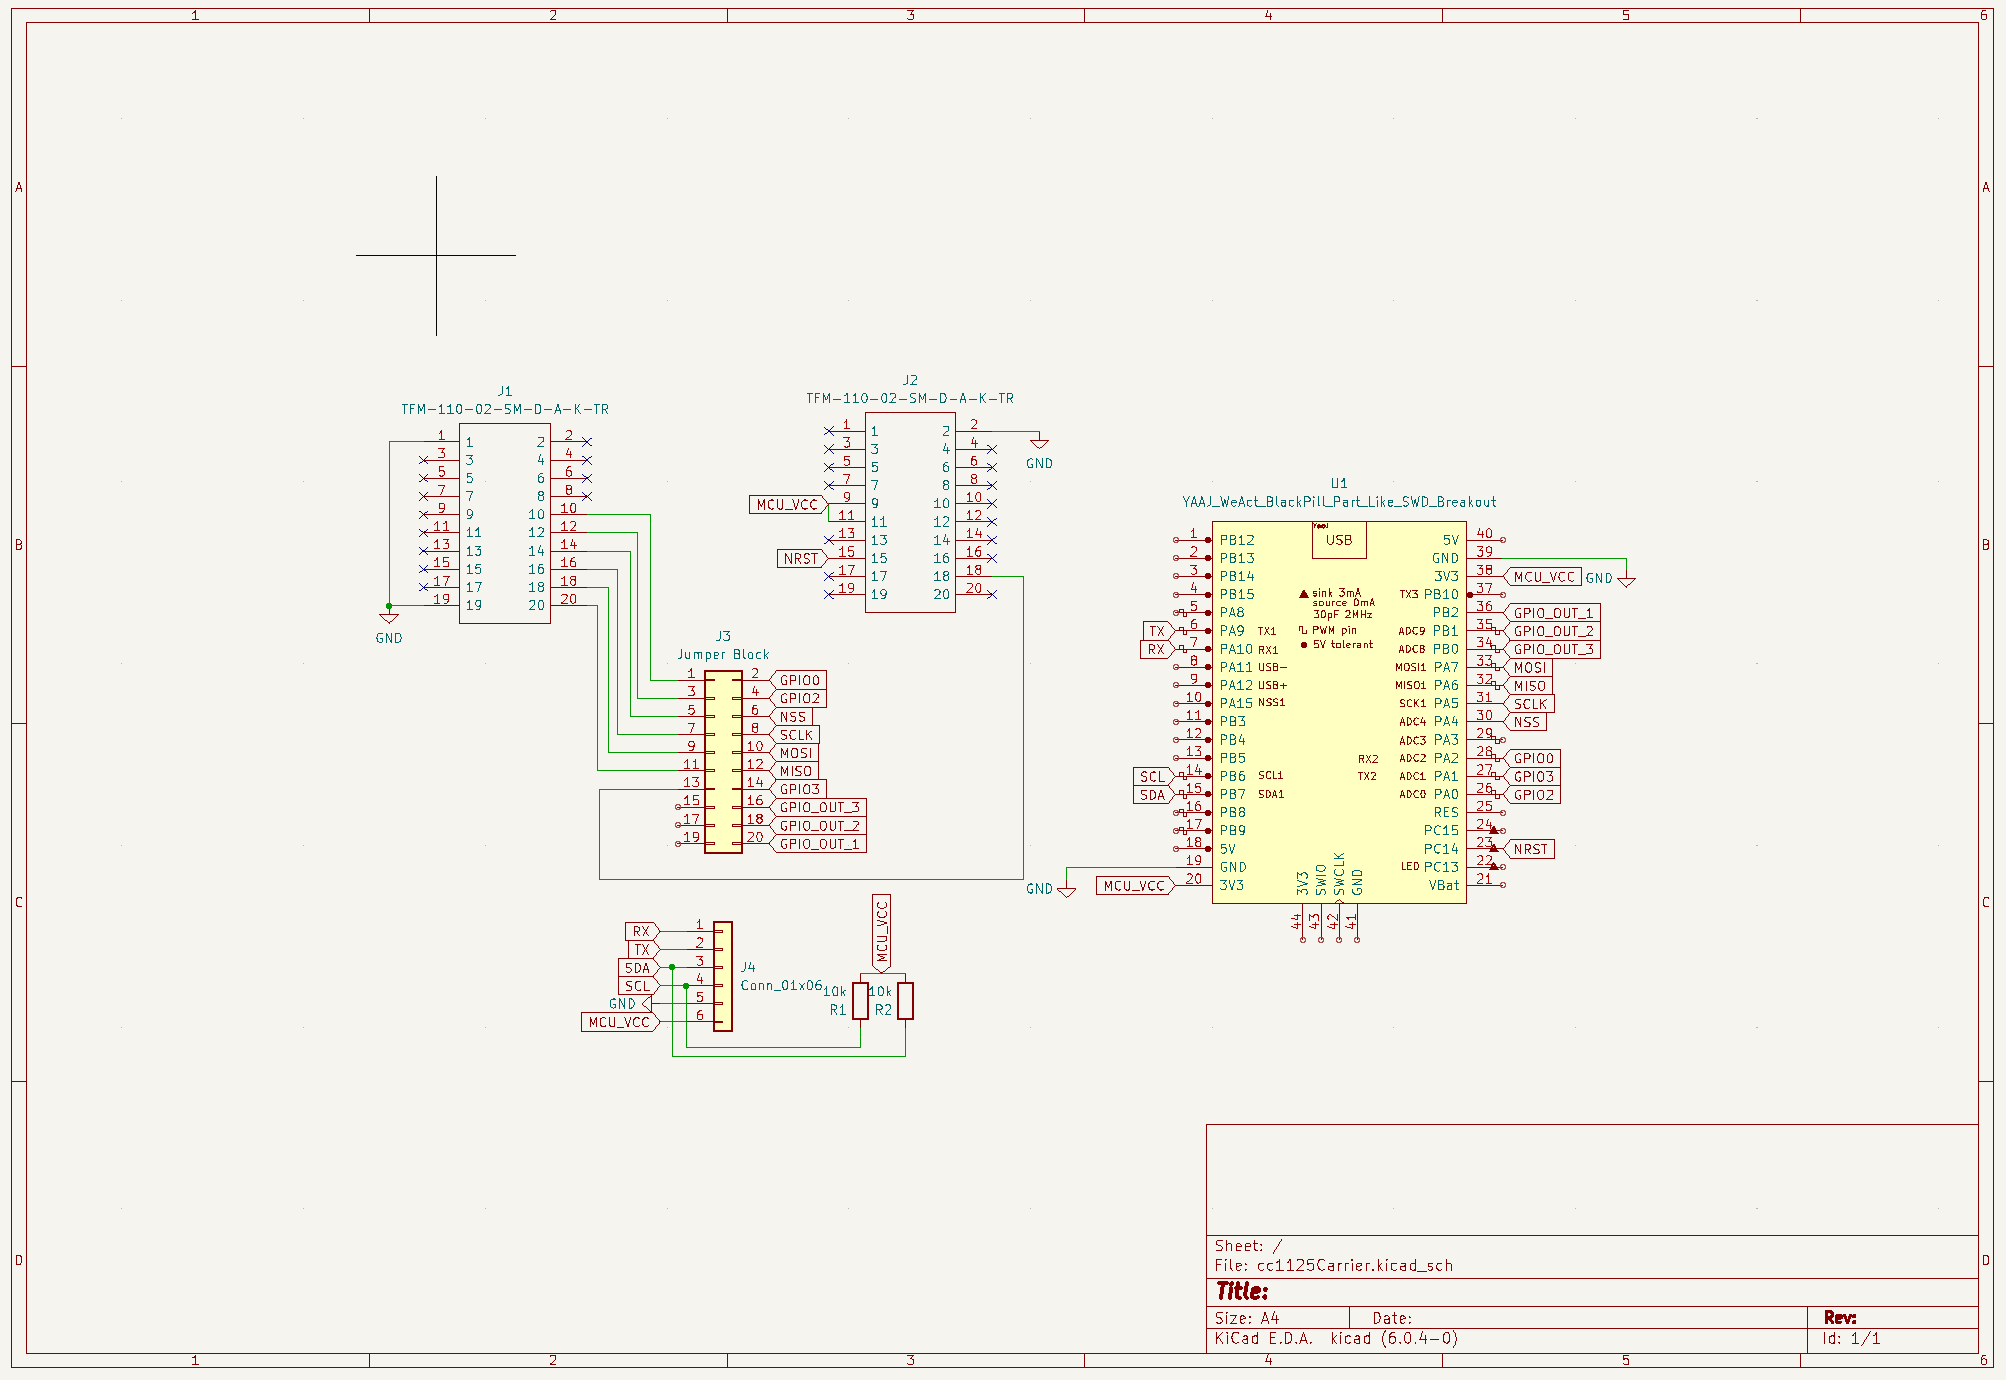 1 2 3 4 5 6
A A
B B
C C
D D
J1
TFM-110-02-SM-D-A-K-TR
1 1 2 2
3 3 4 4
5 5 6 6
7 7 8 8
9 9 10 10
11 11 12 12
13 13 14 14
15 15 16 16
17 17 18 18
19 19 20 20
GND
J2
TFM-110-02-SM-D-A-K-TR
1 1 2 2
3 3 4 4
5 5 6 6
7 7 8 8
MCU_VCC 9 9 10 10
11 11 12 12
13 13 14 14
NRST 15 15 16 16
17 17 18 18
19 19 20 20
GND
J3
Jumper Block
1 2 GPIO0
3 4 GPIO2
5 6 NSS
7 8 SCLK
9 10 MOSI
11 12 MISO
13 14 GPIO3
15 16 GPIO_OUT_3
17 18 GPIO_OUT_2
19 20 GPIO_OUT_1
RX 1
TX 2
SDA 3
SCL 4
GND 5
MCU_VCC 6
J4
Conn_01x06
MCU_VCC
10k
R1
10k
R2
U1
YAAJ_WeAct_BlackPill_Part_Like_SWD_Breakout
YaaJ
USB
1 PB12 5V 40
2 PB13 GND 39
3 PB14 3V3 38 MCU_VCC GND
4 PB15 TX3 PB10 37
5 PA8 PB2 36 GPIO_OUT_1
TX 6 PA9 TX1 ADC9 PB1 35 GPIO_OUT_2
RX 7 PA10 RX1 ADC8 PB0 34 GPIO_OUT_3
8 PA11 USB- MOSI1 PA7 33 MOSI
9 PA12 USB+ MISO1 PA6 32 MISO
10 PA15 NSS1 SCK1 PA5 31 SCLK
11 PB3 ADC4 PA4 30 NSS
12 PB4 ADC3 PA3 29
13 PB5 RX2 ADC2 PA2 28 GPIO0
SCL 14 PB6 SCL1 TX2 ADC1 PA1 27 GPIO3
SDA 15 PB7 SDA1 ADC0 PA0 26 GPIO2
16 PB8 RES 25
17 PB9 PC15 24
18 5V PC14 23 NRST
GND 19 GND LED PC13 22
MCU_VCC 20 3V3 VBat 21
sink 3mA
source 0mA
30pF 2MHz
PWM pin
5V tolerant
3V3 SWIO SWCLK GND
44 43 42 41
Sheet: /
File: cc1125Carrier.kicad_sch
Title:
Size: A4 Date: Rev:
KiCad E.D.A. kicad (6.0.4-0) Id: 1/1
1 2 3 4 5 6